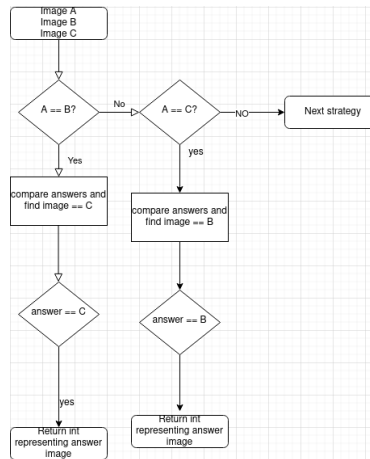 Image A
Image B
Image C
A == B?
No
A == C?
NO
Next strategy
Yes
yes
compare answers and
find image == C
compare answers and
find image == B
answer == C
answer == B
yes
Return int
representing answer
image
Return int
representing answer
image